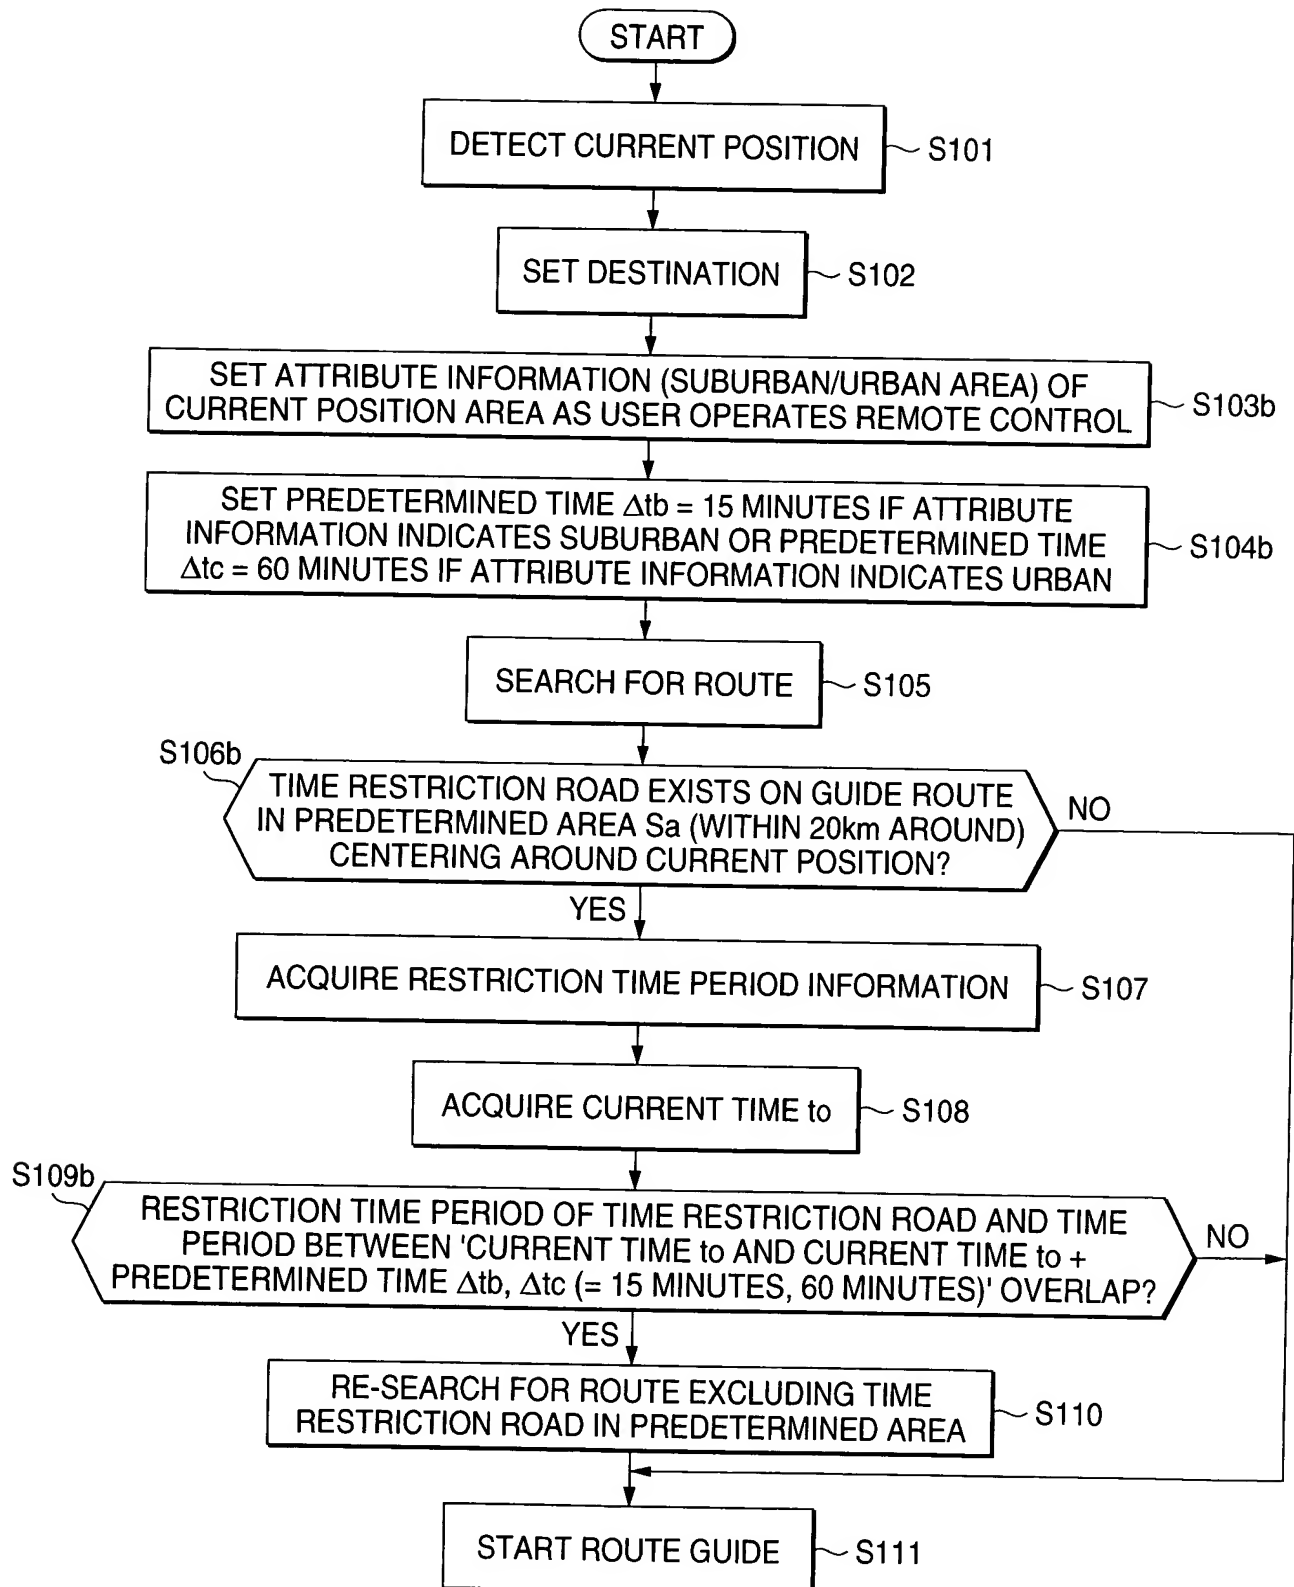 START
DETECT CURRENT POSITION
S101
SET DESTINATION
S102
SET ATTRIBUTE INFORMATION (SUBURBAN/URBAN AREA) OF
CURRENT POSITION AREA AS USER OPERATES REMOTE CONTROL
S103b
SET PREDETERMINED TIME Δtb = 15 MINUTES IF ATTRIBUTE
INFORMATION INDICATES SUBURBAN OR PREDETERMINED TIME
Δtc = 60 MINUTES IF ATTRIBUTE INFORMATION INDICATES URBAN
S104b
SEARCH FOR ROUTE
S105
S106b
TIME RESTRICTION ROAD EXISTS ON GUIDE ROUTE
IN PREDETERMINED AREA Sa (WITHIN 20km AROUND)
CENTERING AROUND CURRENT POSITION?
NO
YES
ACQUIRE RESTRICTION TIME PERIOD INFORMATION
S107
ACQUIRE CURRENT TIME to
S108
S109b
RESTRICTION TIME PERIOD OF TIME RESTRICTION ROAD AND TIME
PERIOD BETWEEN 'CURRENT TIME to AND CURRENT TIME to +
PREDETERMINED TIME Δtb, Δtc (= 15 MINUTES, 60 MINUTES)' OVERLAP?
NO
YES
RE-SEARCH FOR ROUTE EXCLUDING TIME
RESTRICTION ROAD IN PREDETERMINED AREA
S110
START ROUTE GUIDE
S111